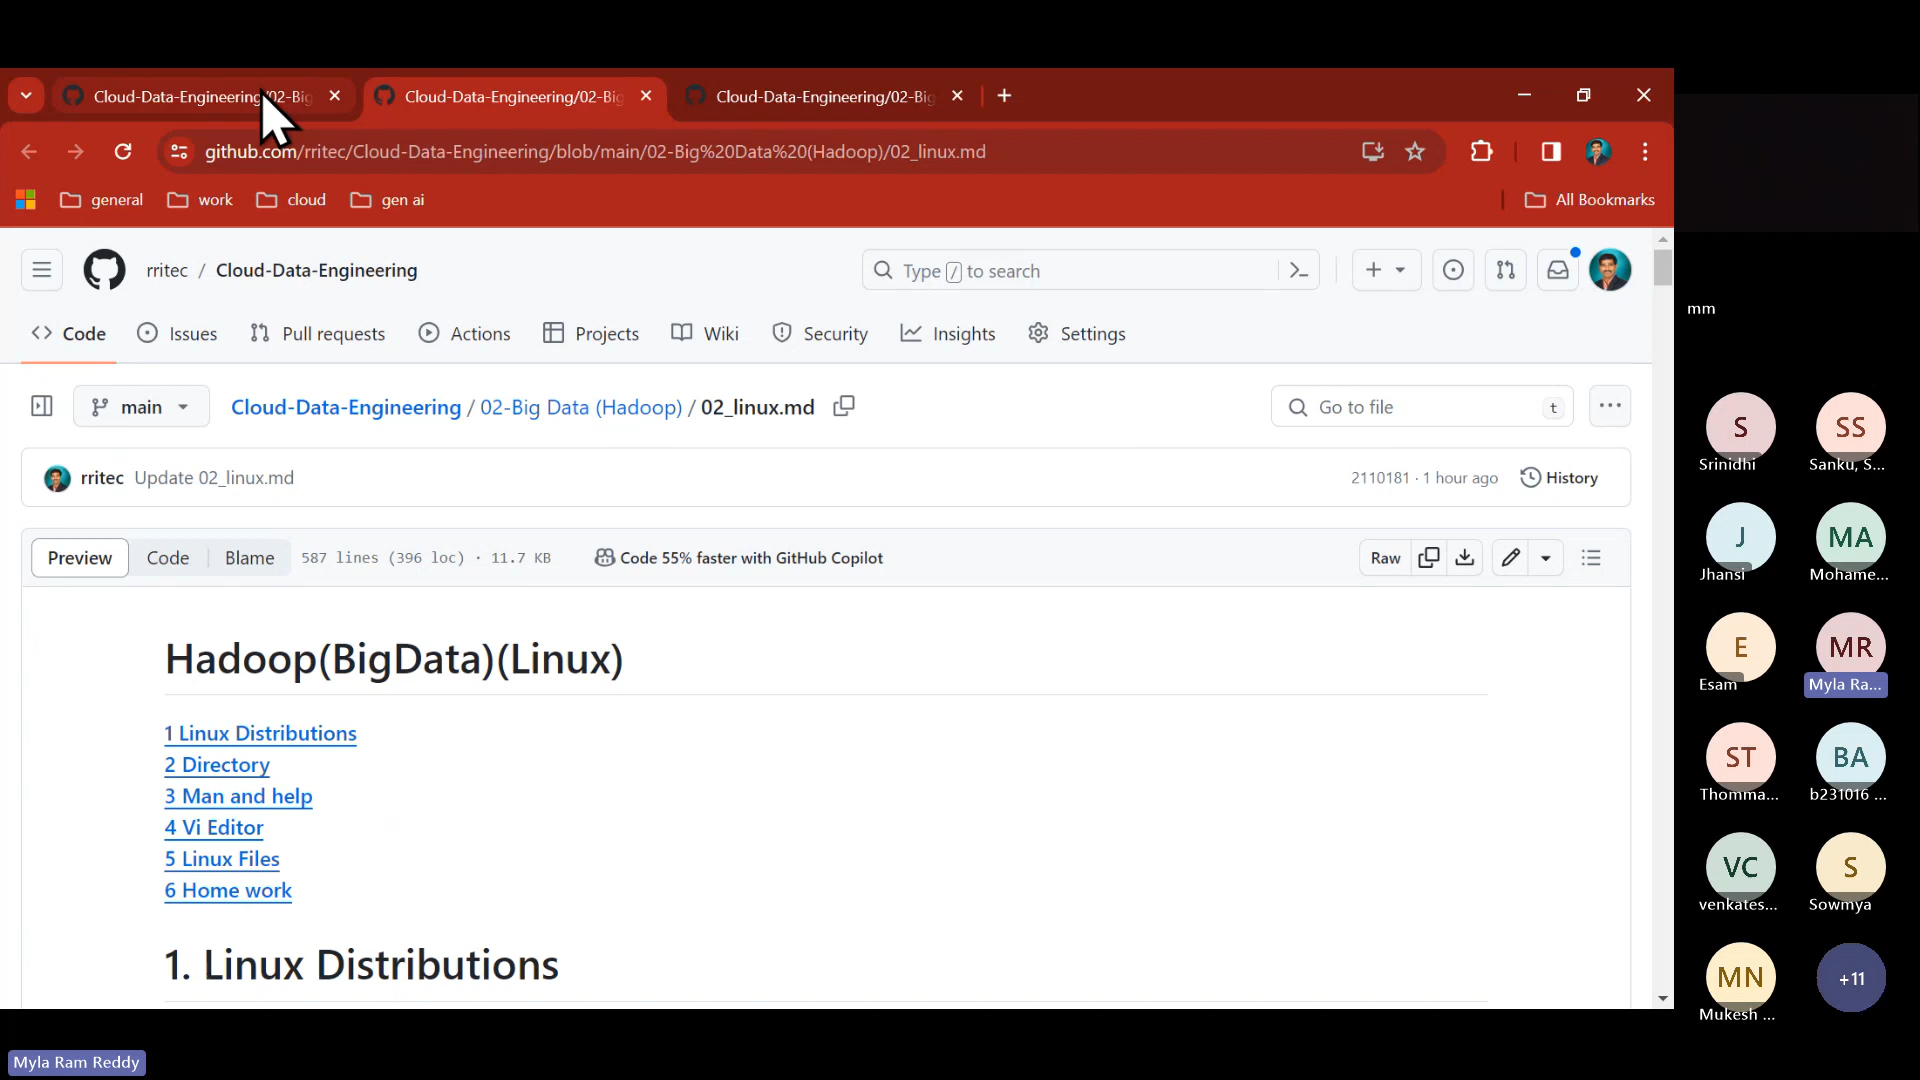 Cloud-Data-Engineering/02-Big
Cloud-Data-Engineering/02-Big
Cloud-Data-Engineering/02-Big
github.com/rritec/Cloud-Data-Engineering/blob/main/02-Big%20Data%20(Hadoop)/02_linux.md
general
work
cloud
gen ai
All Bookmarks
rritec / Cloud-Data-Engineering
Type / to search
Code
Issues
Pull requests
Actions
Projects
Wiki
Security
Insights
Settings
main
Cloud-Data-Engineering / 02-Big Data (Hadoop) / 02_linux.md
Go to file
t
rritec Update 02_linux.md
2110181 · 1 hour ago
History
Preview
Code
Blame
587 lines (396 loc) · 11.7 KB
Code 55% faster with GitHub Copilot
Raw
Hadoop(BigData)(Linux)
1 Linux Distributions
2 Directory
3 Man and help
4 Vi Editor
5 Linux Files
6 Home work
1. Linux Distributions
mm
S
Srinidhi
SS
Sanku, S...
J
Jhansi
MA
Mohame...
E
Esam
MR
Myla Ra...
ST
Thomma...
BA
b231016 ...
VC
venkates...
S
Sowmya
MN
Mukesh ...
+11
Myla Ram Reddy